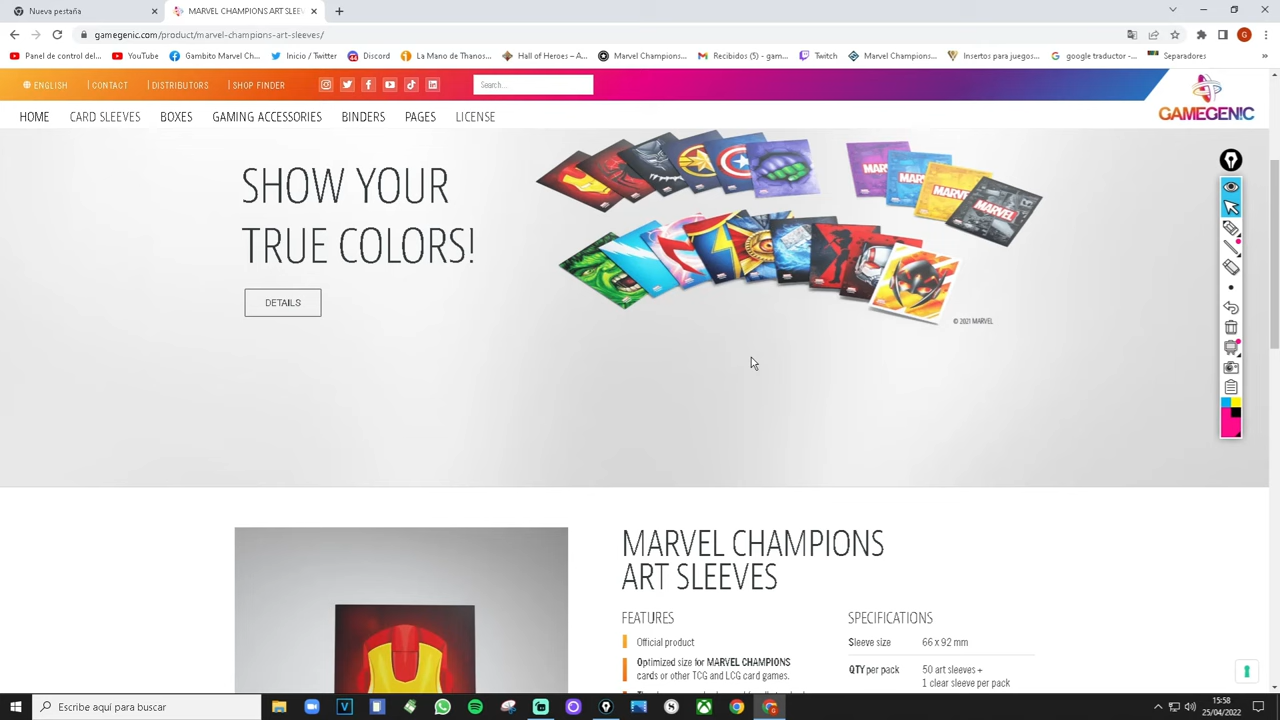 Nueva pestaña
MARVEL CHAMPIONS ART SLEEV
gamegenic.com/product/marvel-champions-art-sleeves/
G
Panel de control del...
YouTube
Gambito Marvel Ch...
Inicio / Twitter
Discord
La Mano de Thanos...
Hall of Heroes – A...
Marvel Champions...
Recibidos (5) - gam...
Twitch
Marvel Champions...
Insertos para juegos...
google traductor -...
Separadores
ENGLISH
CONTACT
DISTRIBUTORS
SHOP FINDER
Search...
GAMEGENIC
HOME
CARD SLEEVES
BOXES
GAMING ACCESSORIES
BINDERS
PAGES
LICENSE
SHOW YOUR
TRUE COLORS!
MARVEL
© 2021 MARVEL
DETAILS
MARVEL CHAMPIONS
ART SLEEVES
FEATURES
Official product
Optimized size for MARVEL CHAMPIONS
cards or other TCG and LCG card games.
SPECIFICATIONS
Sleeve size 66 x 92 mm
QTY per pack 50 art sleeves +
1 clear sleeve per pack
Escribe aquí para buscar
15:58
25/04/2022